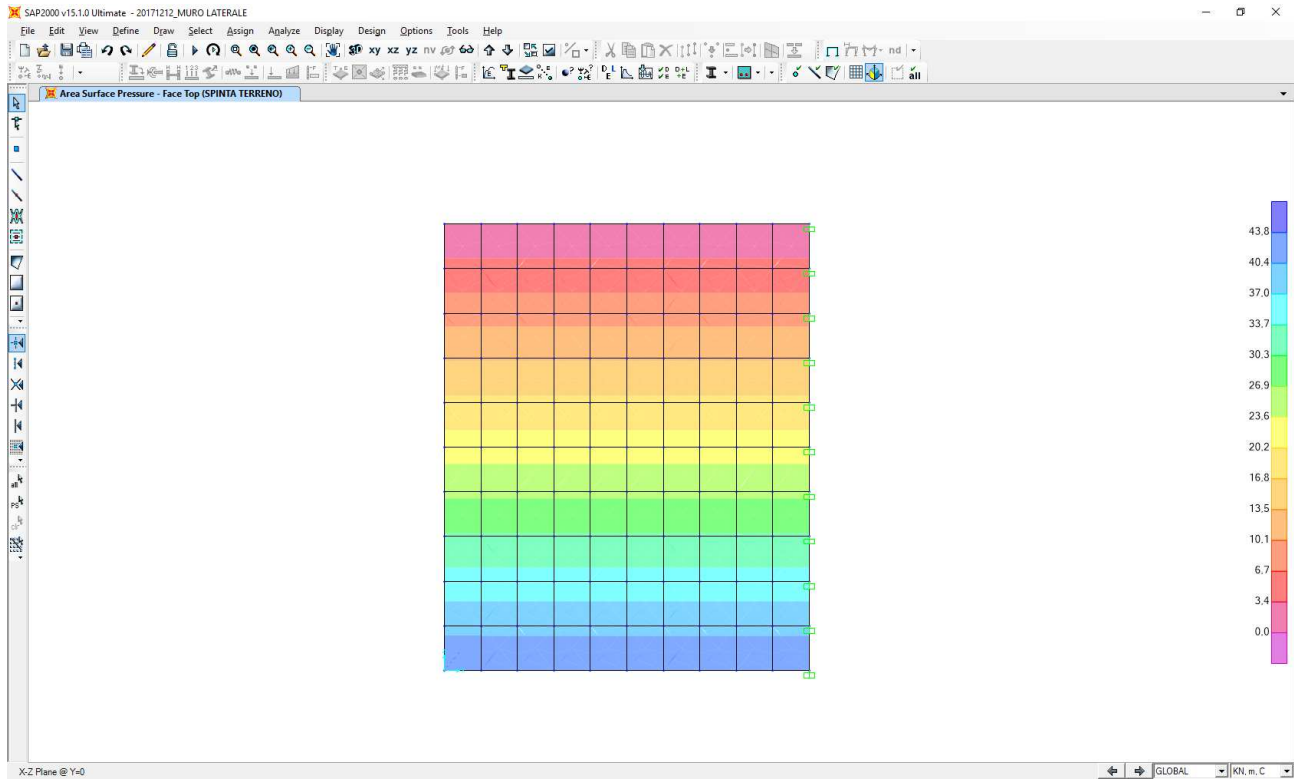 SAP2000 v15.1.0 Ultimate - 20171212_MURO LATERALE
File Edit View Define Draw Select Assign Analyze Display Design Options Tools Help
xy xz yz nv
nd
all
Area Surface Pressure - Face Top (SPINTA TERRENO)
43,8
40,4
37,0
33,7
30,3
26,9
23,6
20,2
16,8
13,5
10,1
6,7
3,4
0,0
all
PS
clr
X-Z Plane @ Y=0
GLOBAL
KN, m, C